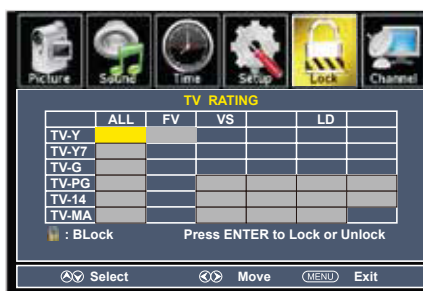 Picture Sound Time Setup Lock Channel
TV RATING
ALL FV VS LD
TV-Y
TV-Y7
TV-G
TV-PG
TV-14
TV-MA
: BLock Press ENTER to Lock or Unlock
Select Move MENU Exit